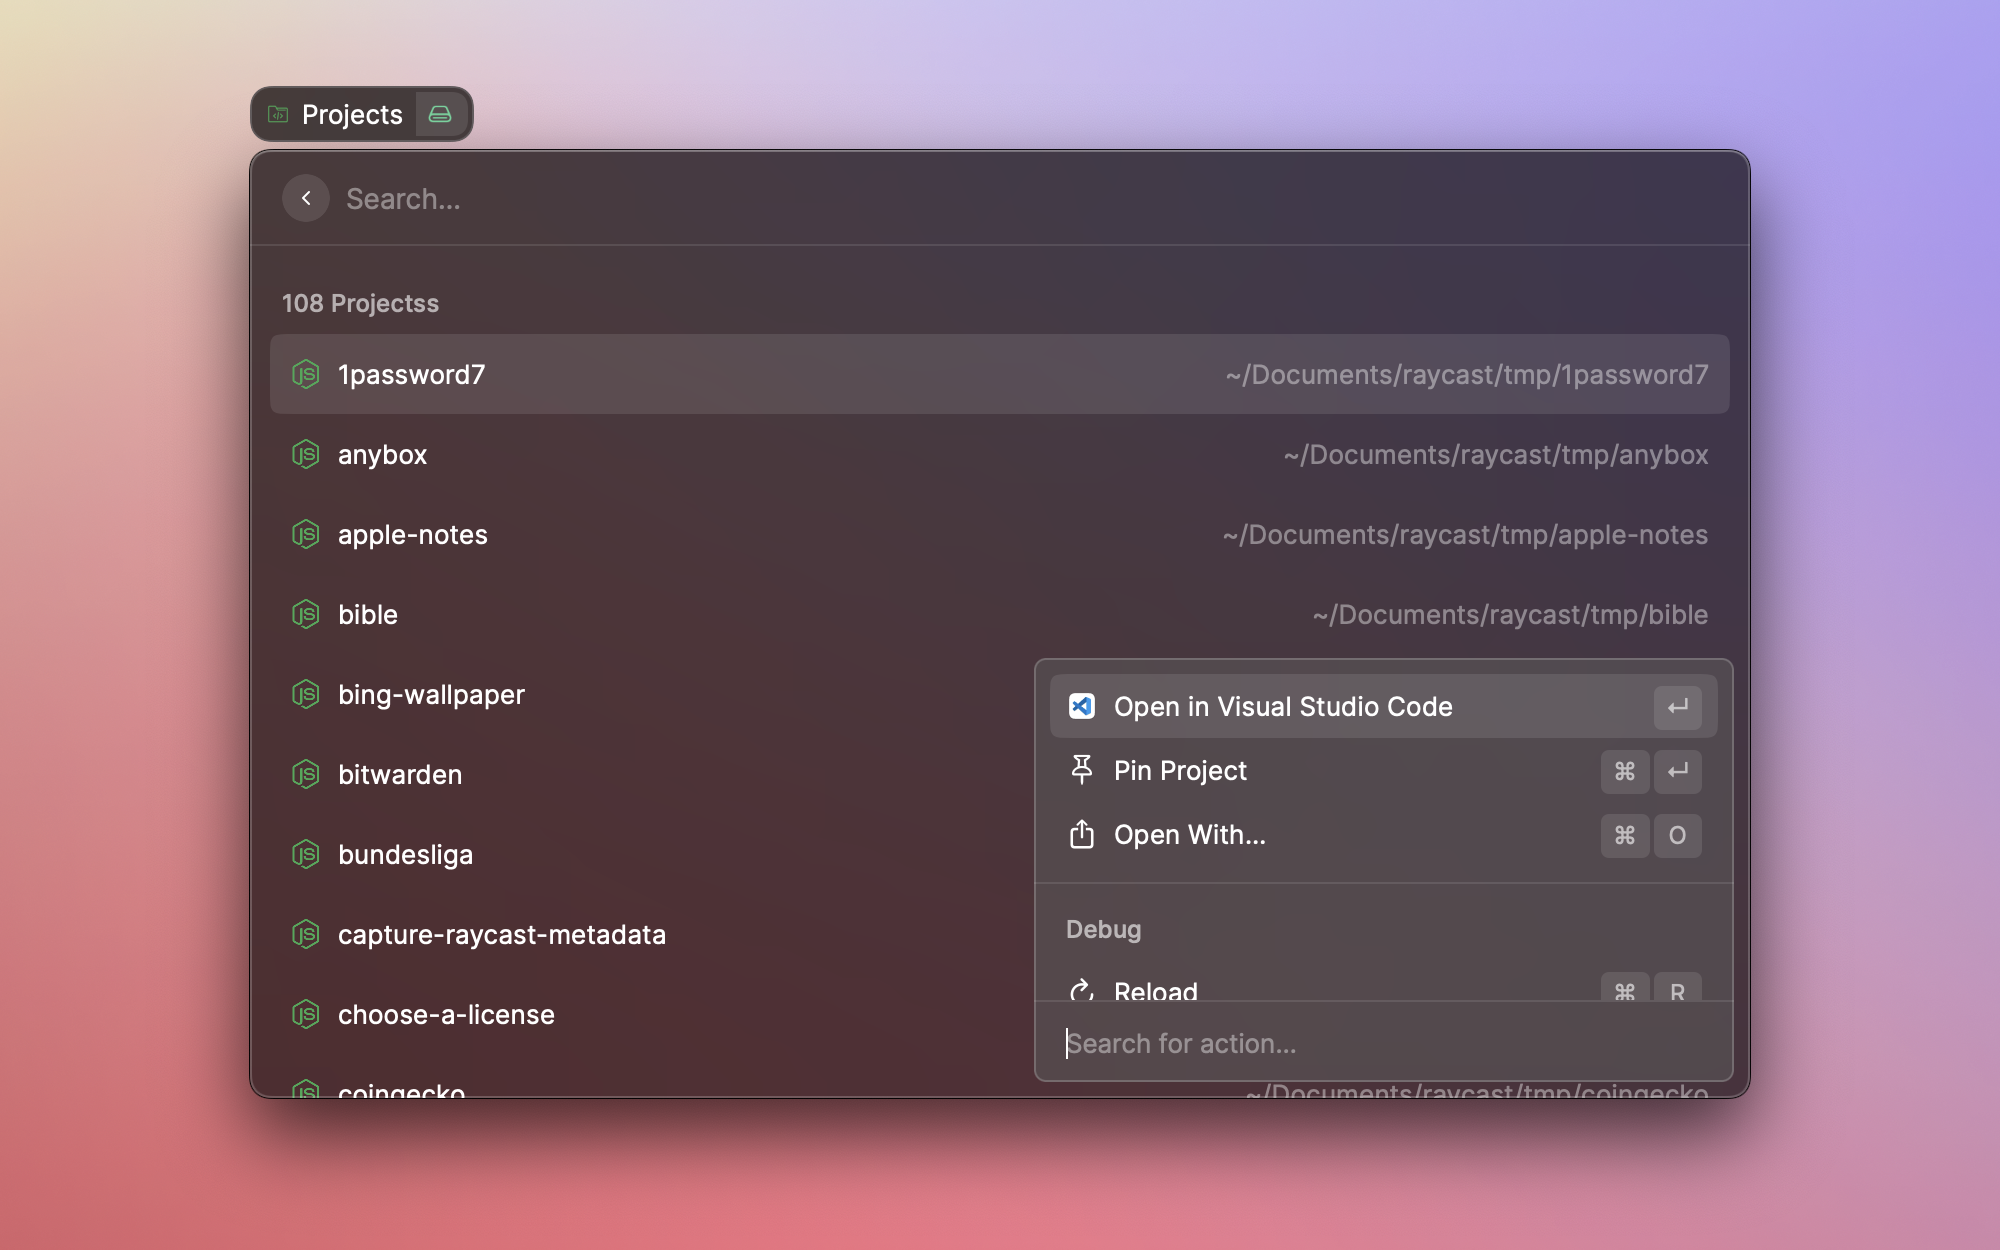 Projects
Search...
108 Projectss
1password7 ~/Documents/raycast/tmp/1password7
anybox ~/Documents/raycast/tmp/anybox
apple-notes ~/Documents/raycast/tmp/apple-notes
bible ~/Documents/raycast/tmp/bible
bing-wallpaper
bitwarden
bundesliga
capture-raycast-metadata
choose-a-license
coingecko ~/Documents/raycast/tmp/coingecko
Open in Visual Studio Code ↵
Pin Project ⌘ ↵
Open With... ⌘ O
Debug
Reload ⌘ R
Search for action...